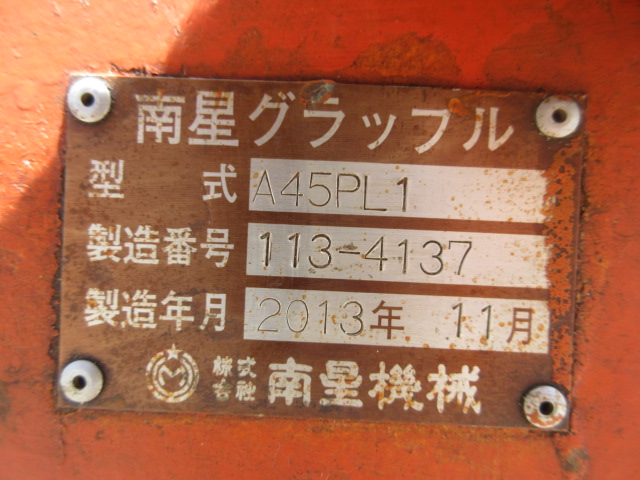 南星グラップル
型式 A45PL1
製造番号 113-4137
製造年月 2013年 11月
株式会社 南星機械